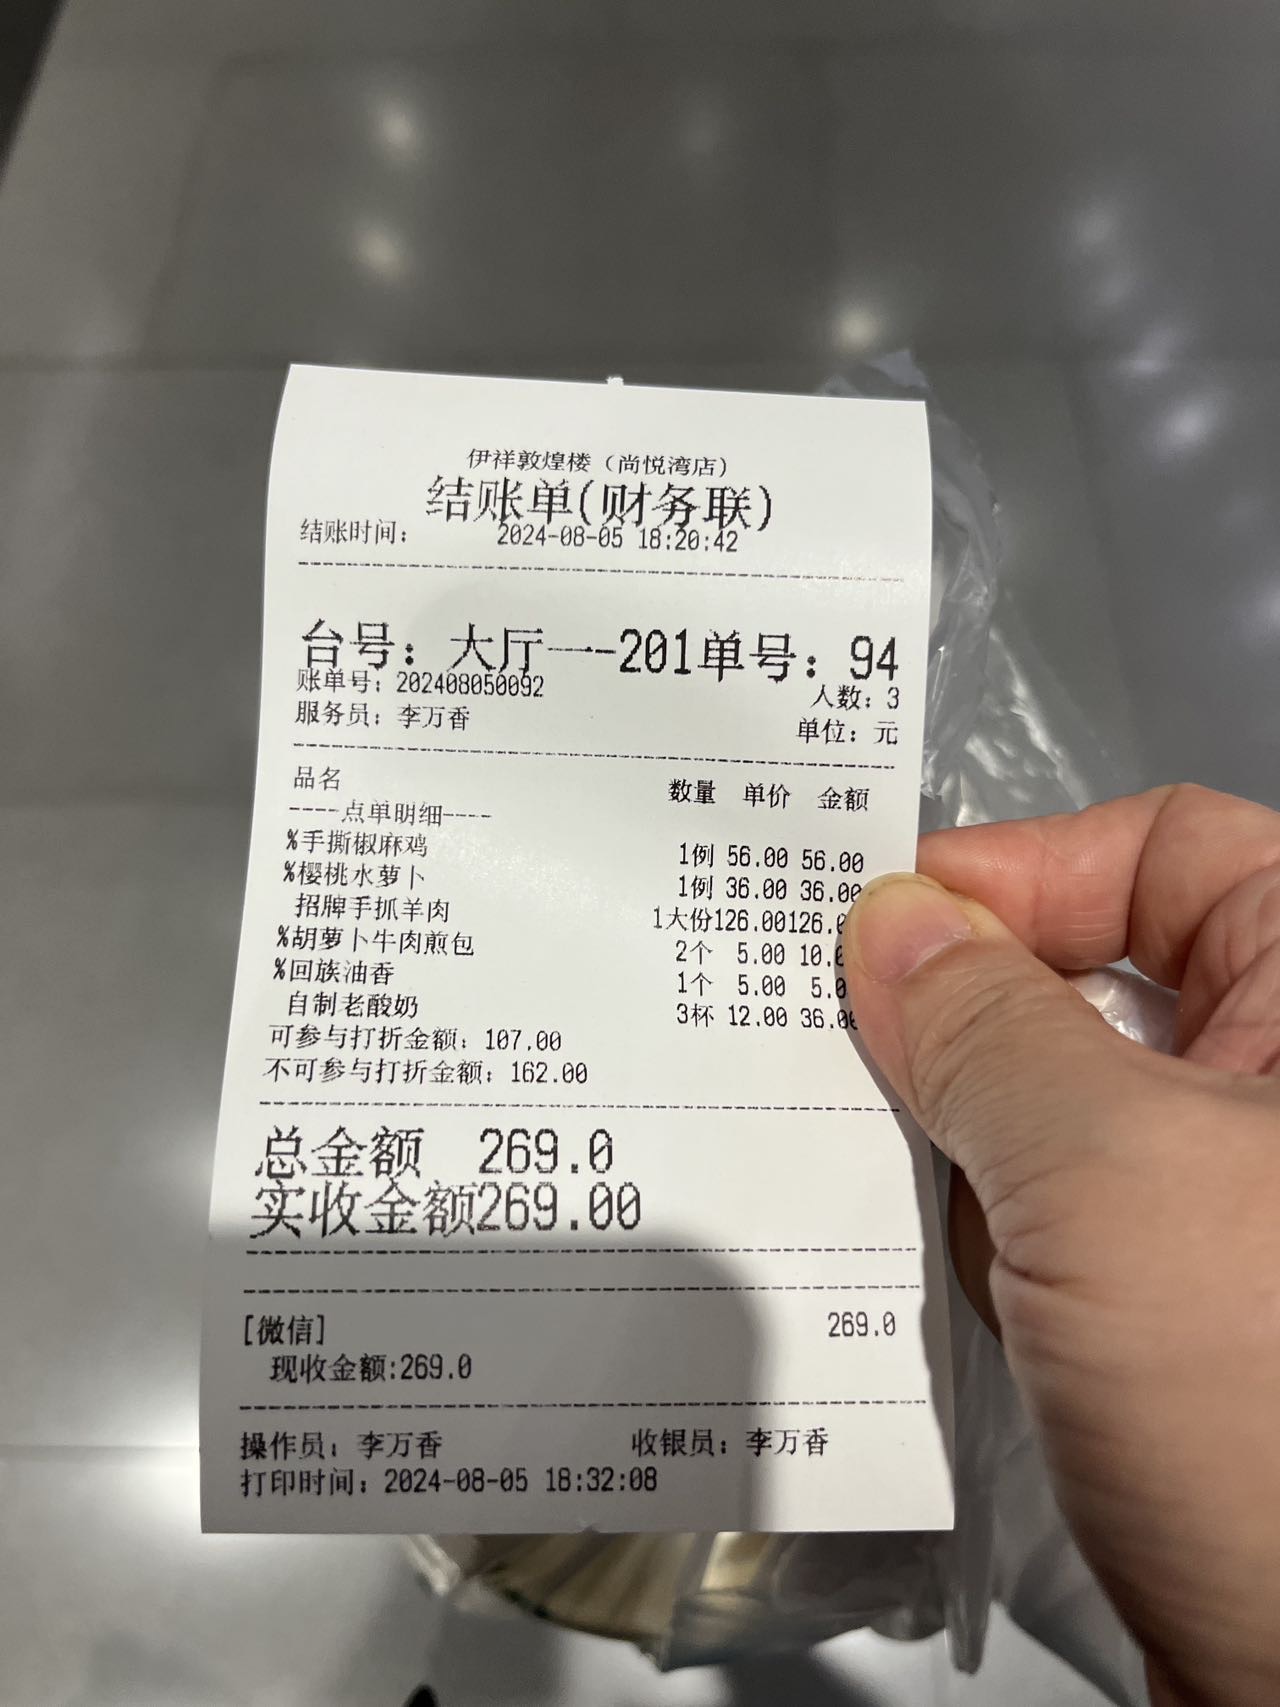 伊祥敦煌楼（尚悦湾店）
结账单(财务联)
结账时间： 2024-08-05 18:20:42
台号：大厅一-201单号：94
账单号：202408050092 人数：3
服务员：李万香 单位：元
品名 数量 单价 金额
----点单明细----
%手撕椒麻鸡 1例 56.00 56.00
%樱桃水萝卜 1例 36.00 36.00
招牌手抓羊肉 1大份126.00126.0
%胡萝卜牛肉煎包 2个 5.00 10.0
%回族油香 1个 5.00 5.0
自制老酸奶 3杯 12.00 36.00
可参与打折金额：107.00
不可参与打折金额：162.00
总金额 269.0
实收金额269.00
[微信] 269.0
现收金额:269.0
操作员：李万香 收银员：李万香
打印时间：2024-08-05 18:32:08